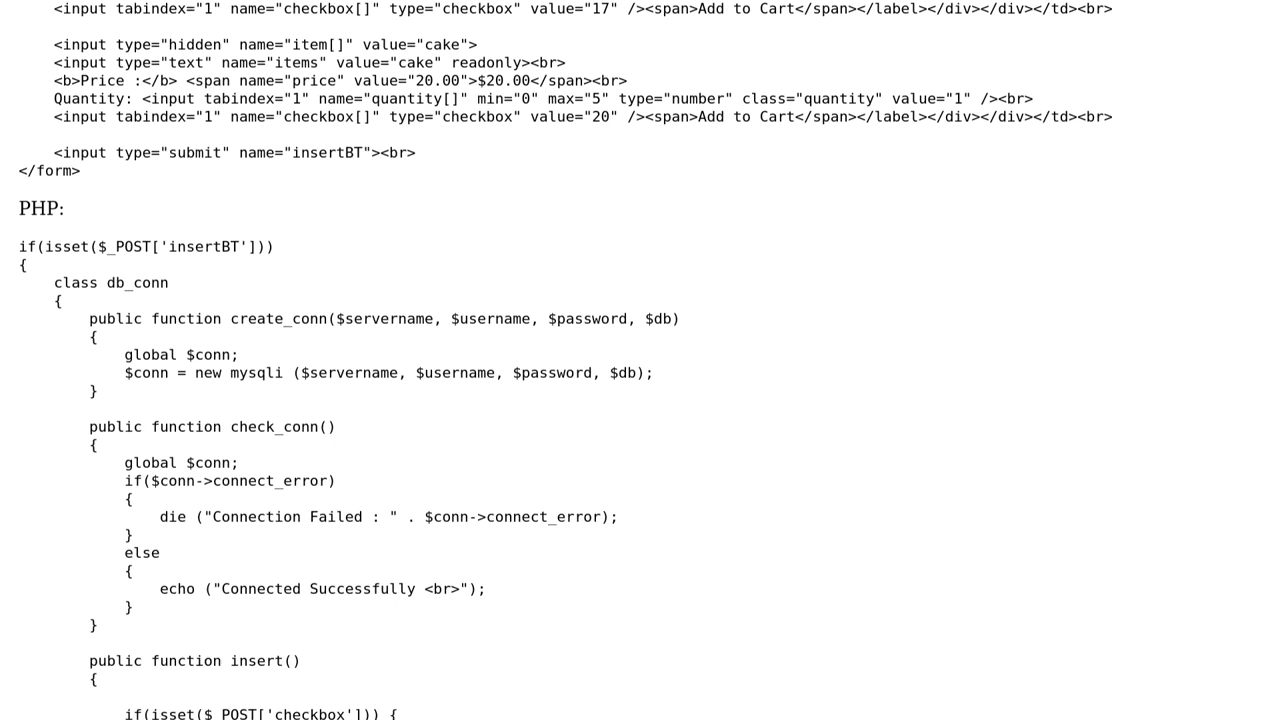 <input tabindex="1" name="checkbox[]" type="checkbox" value="17" /><span>Add to Cart</span></label></div></div></td><br>
<input type="hidden" name="item[]" value="cake">
<input type="text" name="items" value="cake" readonly><br>
<b>Price :</b> <span name="price" value="20.00">$20.00</span><br>
Quantity: <input tabindex="1" name="quantity[]" min="0" max="5" type="number" class="quantity" value="1" /><br>
<input tabindex="1" name="checkbox[]" type="checkbox" value="20" /><span>Add to Cart</span></label></div></div></td><br>
<input type="submit" name="insertBT"><br>
</form>
PHP:
if(isset($_POST['insertBT']))
{
class db_conn
{
public function create_conn($servername, $username, $password, $db)
{
global $conn;
$conn = new mysqli ($servername, $username, $password, $db);
}
public function check_conn()
{
global $conn;
if($conn->connect_error)
{
die ("Connection Failed : " . $conn->connect_error);
}
else
{
echo ("Connected Successfully <br>");
}
}
public function insert()
{
if(isset($_POST['checkbox'])) {